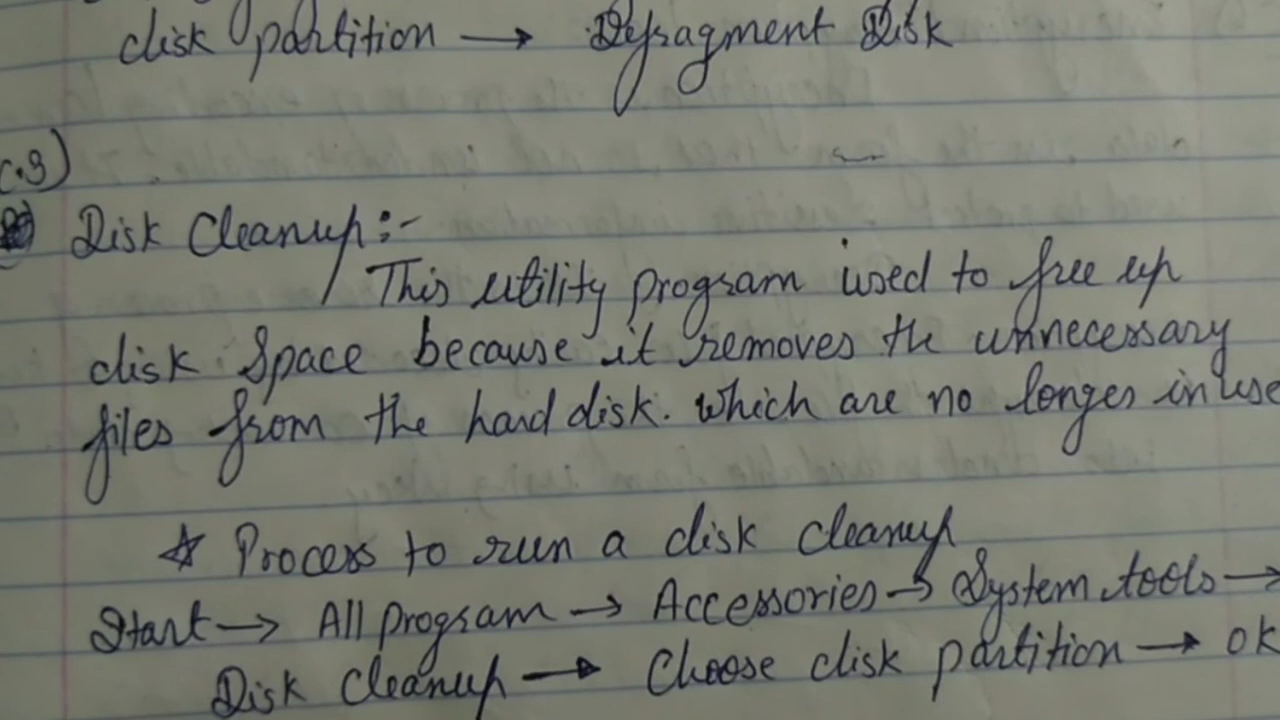 disk partition → Defragment Disk
c.3)
Disk Cleanup:-
This utility program used to free up
disk Space because it removes the unnecessary
files from the hard disk. which are no longer in use
☆ Process to run a disk cleanup
Start → All program → Accessories → System tools →
Disk Cleanup → Choose disk partition → ok